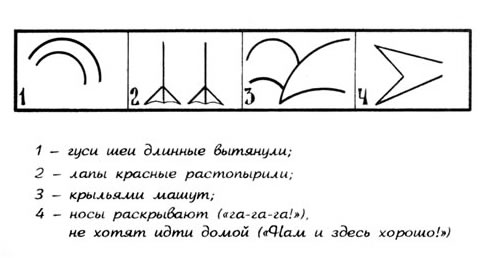 1 2 3 4
1 – гуси шеи длинные вытянули;
2 – лапы красные растопырили;
3 – крыльями машут;
4 – носы раскрывают («га-га-га!»),
не хотят идти домой («Нам и здесь хорошо!»)